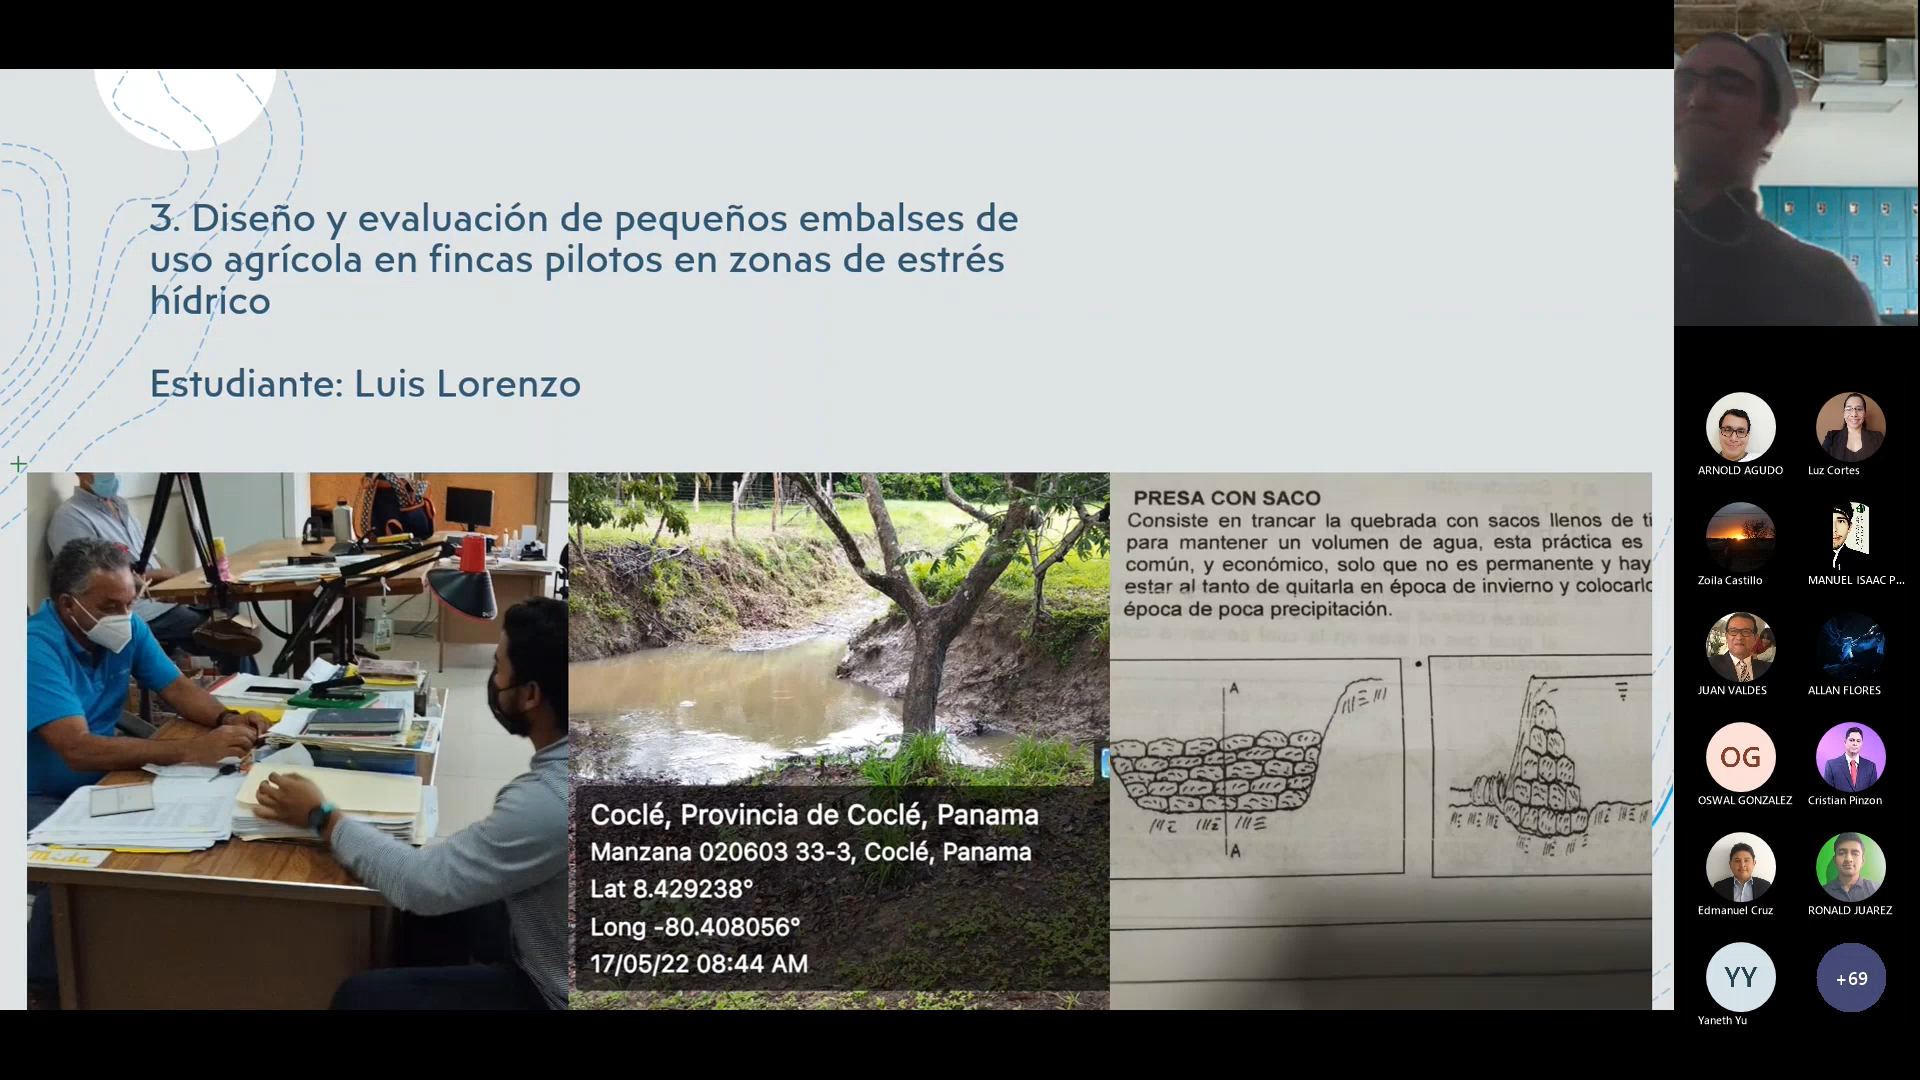 3. Diseño y evaluación de pequeños embalses de
uso agrícola en fincas pilotos en zonas de estrés
hídrico
Estudiante: Luis Lorenzo
Coclé, Provincia de Coclé, Panama
Manzana 020603 33-3, Coclé, Panama
Lat 8.429238°
Long -80.408056°
17/05/22 08:44 AM
PRESA CON SACO
Consiste en trancar la quebrada con sacos llenos de ti
para mantener un volumen de agua, esta práctica es
común, y económico, solo que no es permanente y hay
estar al tanto de quitarla en época de invierno y colocarlo
época de poca precipitación.
A
A
ARNOLD AGUDO
Luz Cortes
Zoila Castillo
MANUEL ISAAC P...
JUAN VALDES
ALLAN FLORES
OG
OSWAL GONZALEZ
Cristian Pinzon
Edmanuel Cruz
RONALD JUAREZ
YY
Yaneth Yu
+69